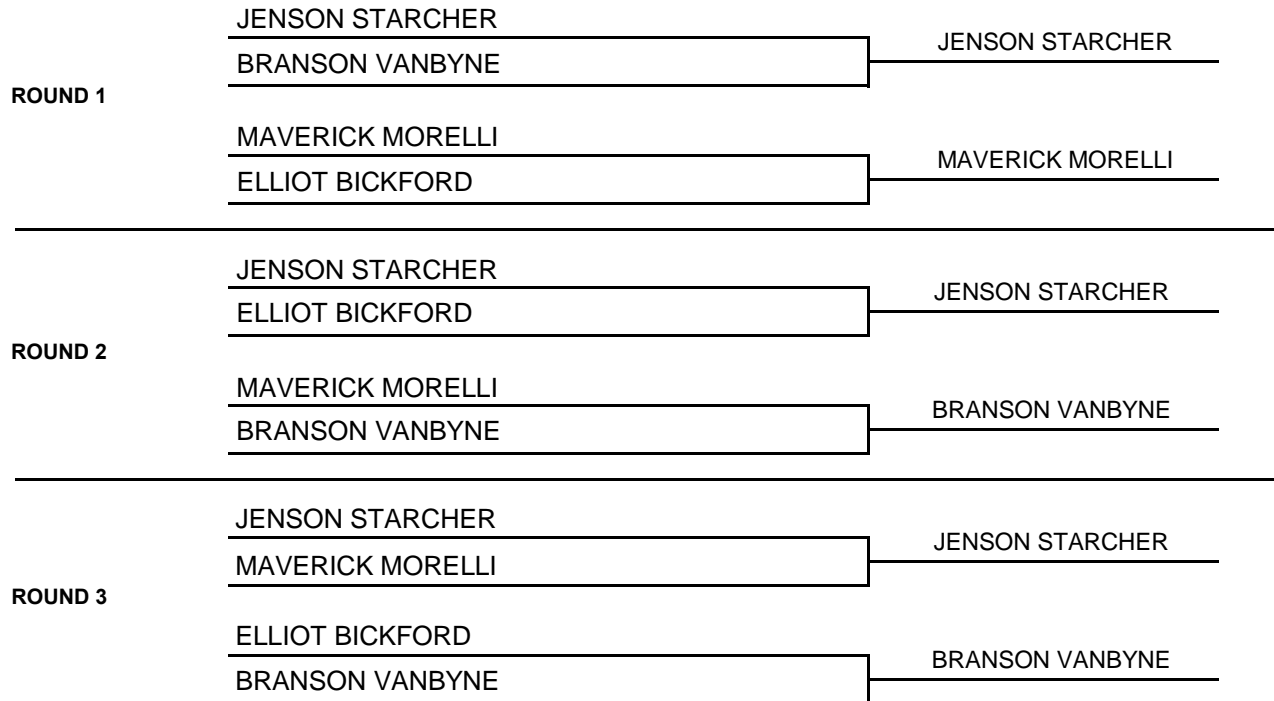 JENSON STARCHER
BRANSON VANBYNE
JENSON STARCHER
ROUND 1
MAVERICK MORELLI
ELLIOT BICKFORD
MAVERICK MORELLI
JENSON STARCHER
ELLIOT BICKFORD
JENSON STARCHER
ROUND 2
MAVERICK MORELLI
BRANSON VANBYNE
BRANSON VANBYNE
JENSON STARCHER
MAVERICK MORELLI
JENSON STARCHER
ROUND 3
ELLIOT BICKFORD
BRANSON VANBYNE
BRANSON VANBYNE